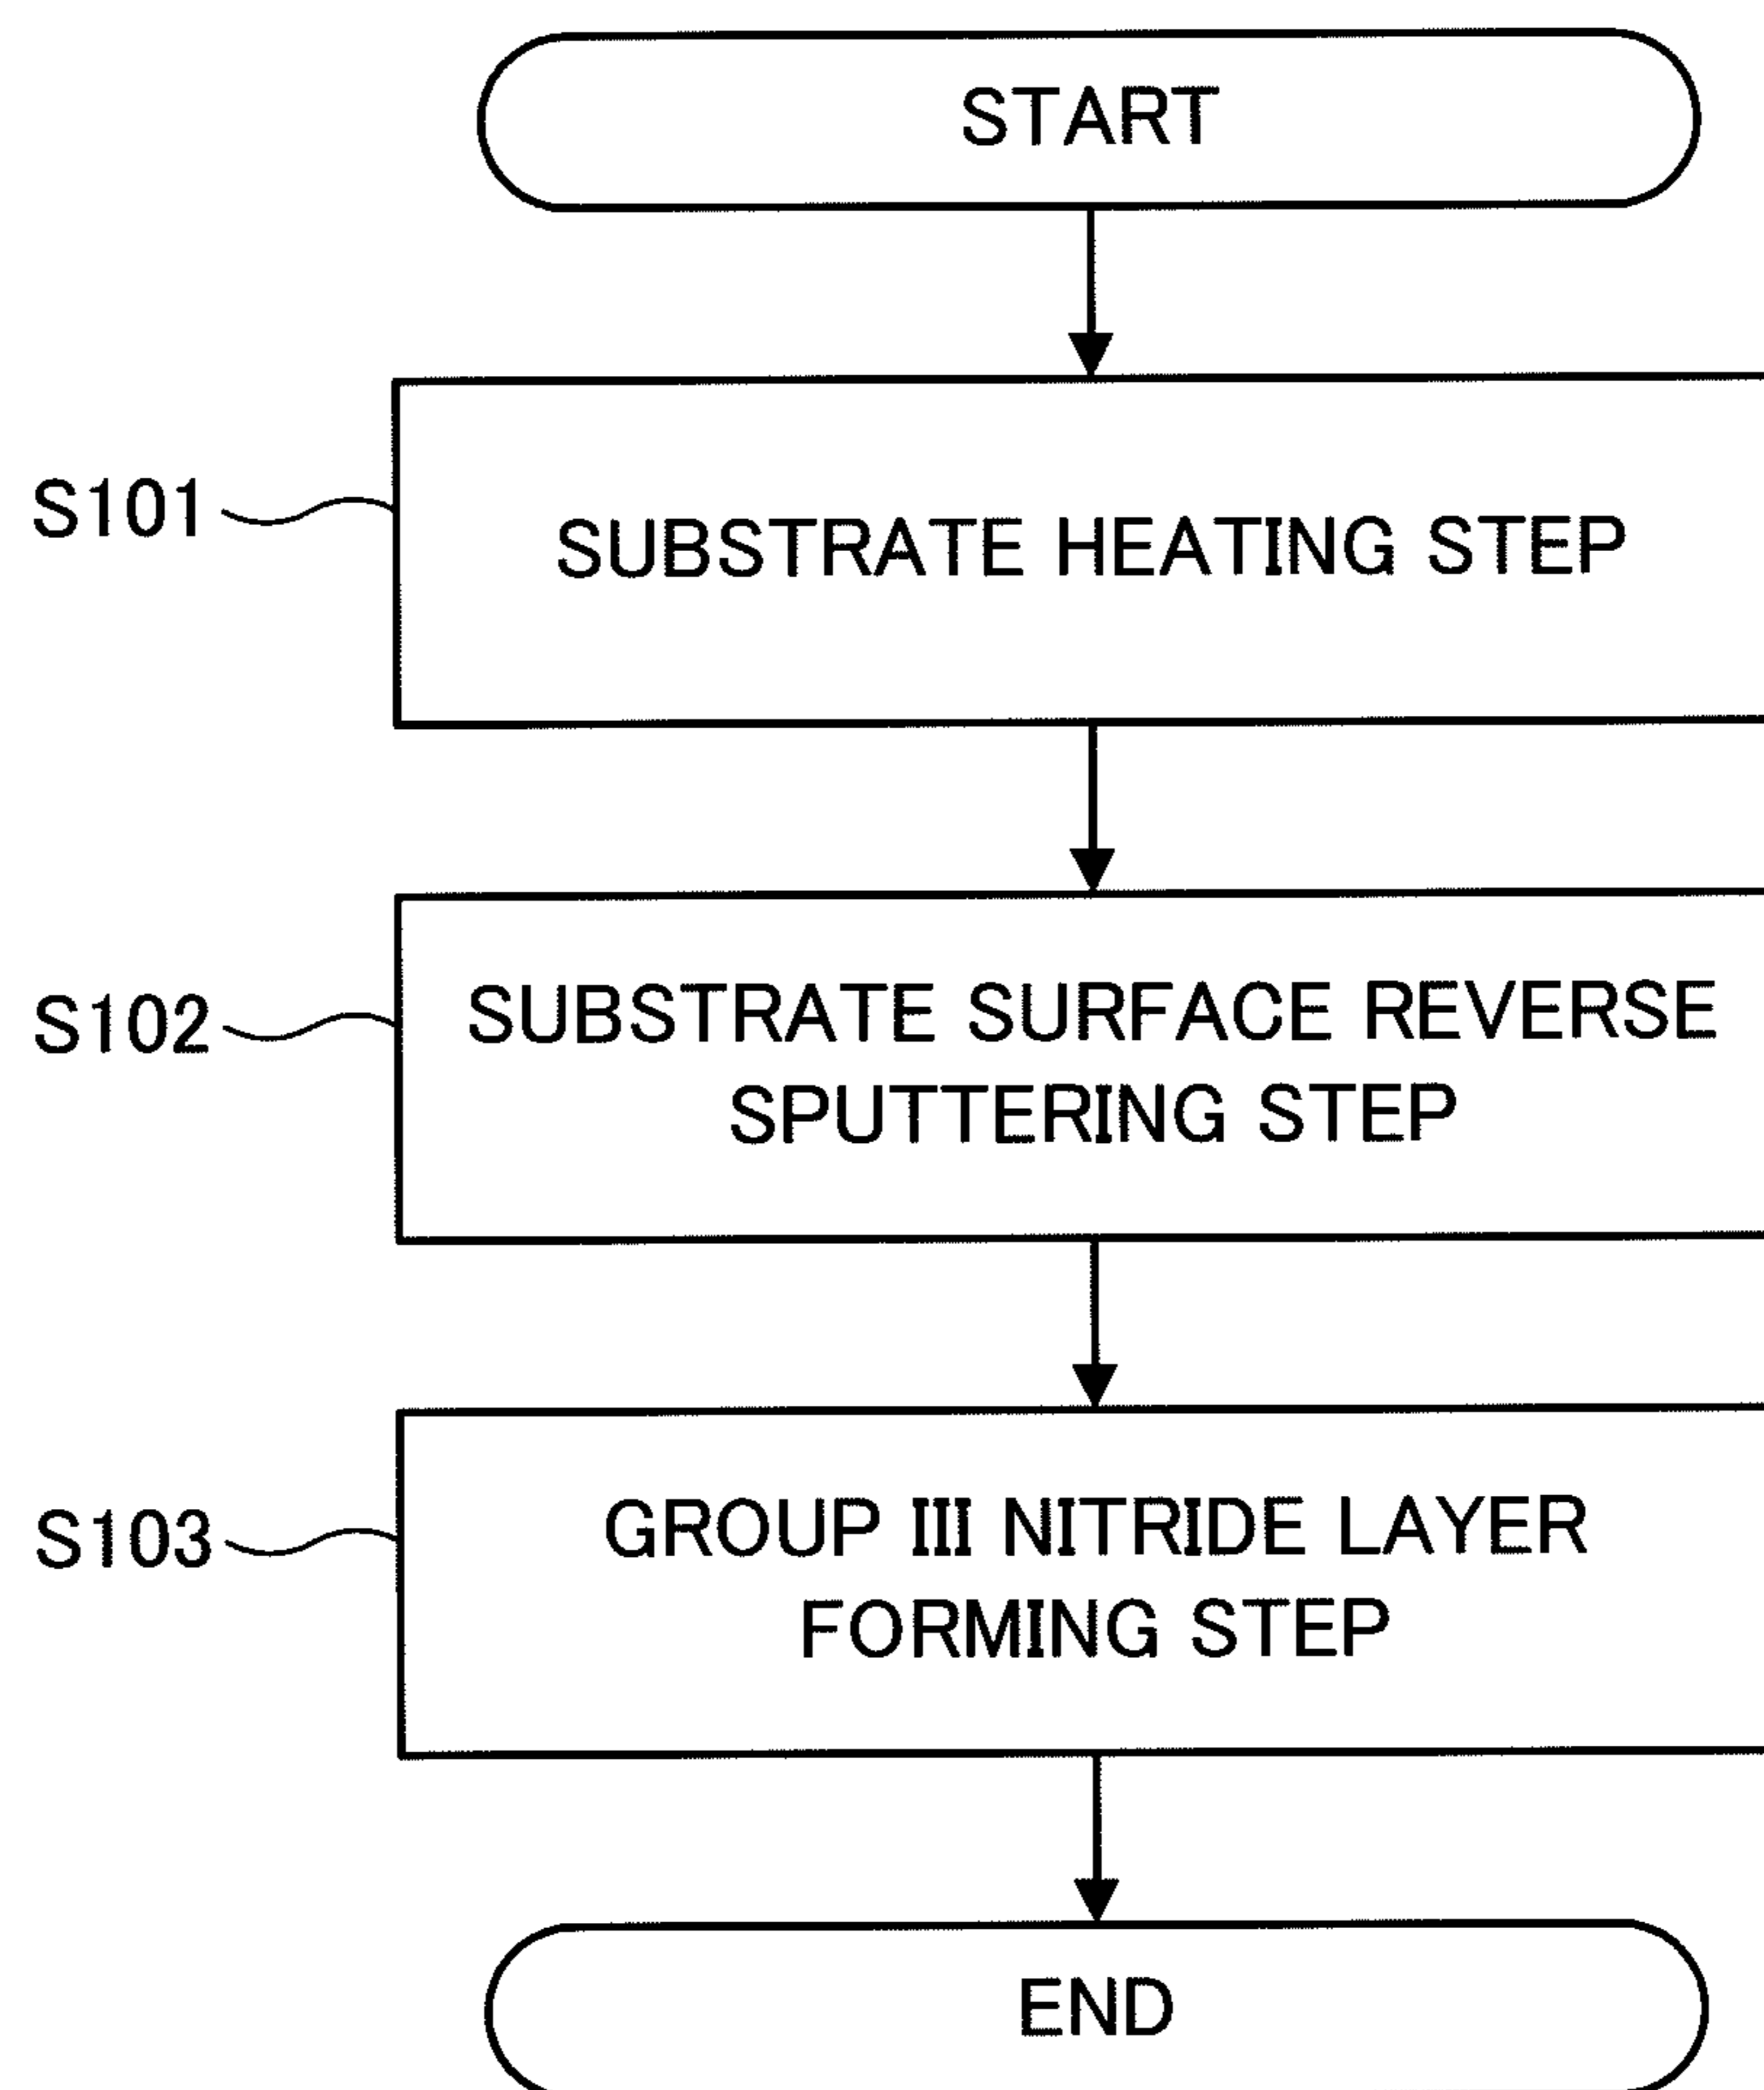 START
S101
SUBSTRATE HEATING STEP
S102
SUBSTRATE SURFACE REVERSE
SPUTTERING STEP
S103
GROUP III NITRIDE LAYER
FORMING STEP
END